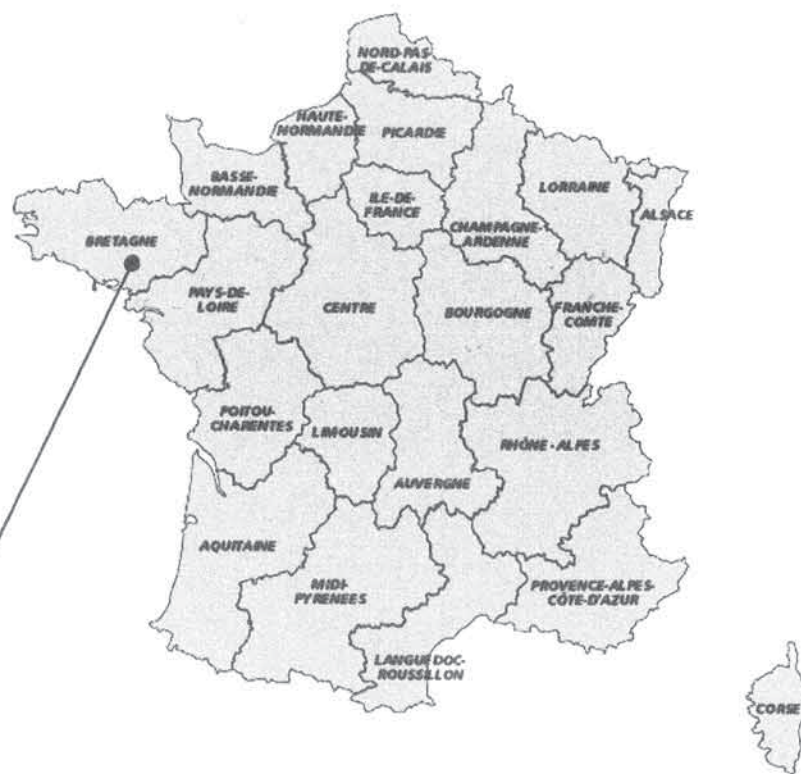 NORD-PAS-
DE-CALAIS
HAUTE-
NORMANDIE
PICARDIE
BASSE-
NORMANDIE
ILE-DE-
FRANCE
CHAMPAGNE-
ARDENNE
LORRAINE
ALSACE
BRETAGNE
PAYS-DE-
LOIRE
CENTRE
BOURGOGNE
FRANCHE-
COMTE
POITOU-
CHARENTES
LIMOUSIN
AUVERGNE
RHÔNE-ALPES
AQUITAINE
MIDI-
PYRENEES
LANGUEDOC-
ROUSSILLON
PROVENCE-ALPES-
CÔTE-D'AZUR
CORSE